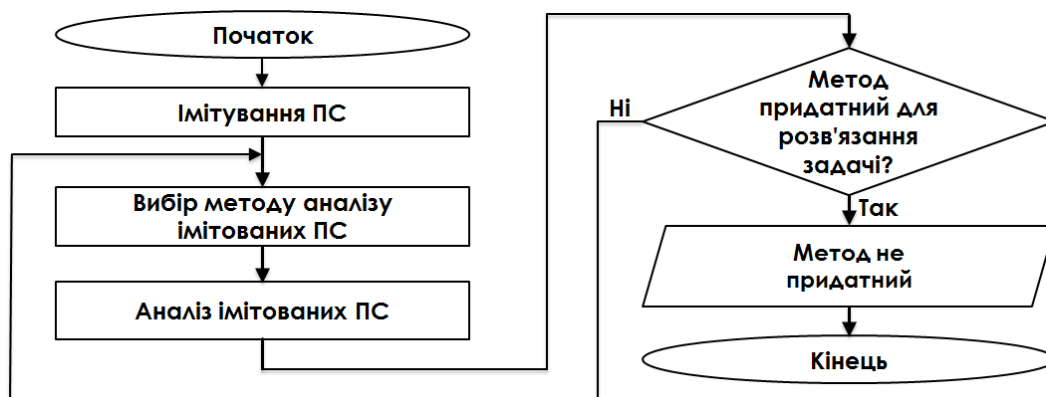 Початок
Імітування ПС
Вибір методу аналізу
імітованих ПС
Аналіз імітованих ПС
Метод
придатний для
розв'язання
задачі?
Ні
Так
Метод не
придатний
Кінець